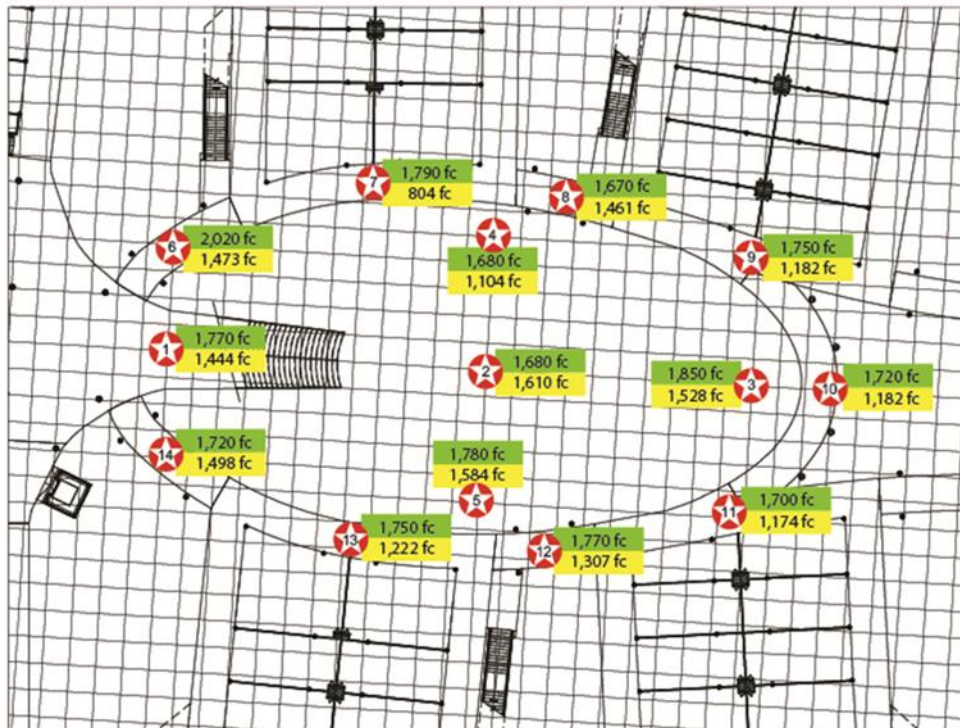 7
1,790 fc
804 fc
8
1,670 fc
1,461 fc
6
2,020 fc
1,473 fc
4
1,680 fc
1,104 fc
9
1,750 fc
1,182 fc
1
1,770 fc
1,444 fc
2
1,680 fc
1,610 fc
1,850 fc
1,528 fc
3
10
1,720 fc
1,182 fc
14
1,720 fc
1,498 fc
1,780 fc
1,584 fc
5
11
1,700 fc
1,174 fc
13
1,750 fc
1,222 fc
12
1,770 fc
1,307 fc